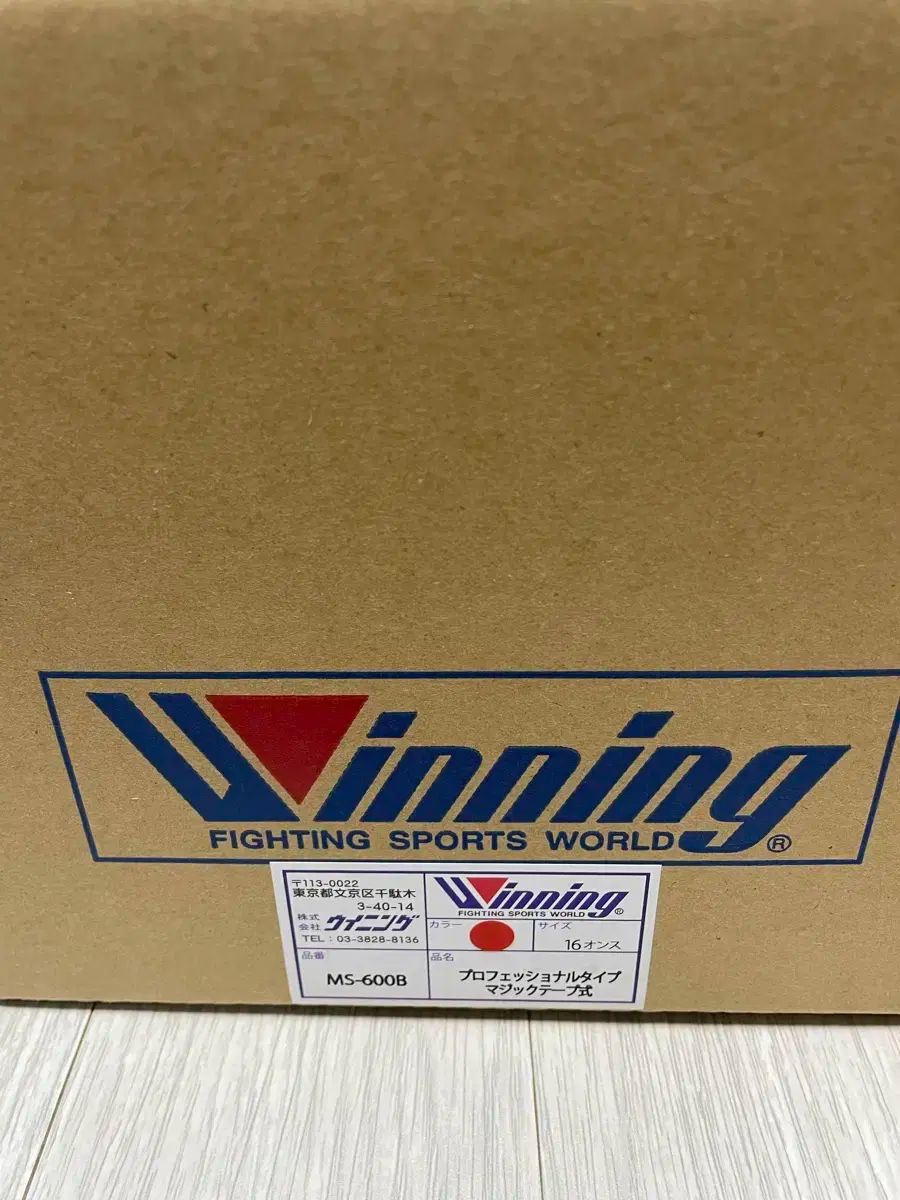 Winning ®
FIGHTING SPORTS WORLD
〒113-0022
東京都文京区千駄木
3-40-14
株式会社 ウイニング
TEL : 03-3828-8136
Winning ®
FIGHTING SPORTS WORLD
カラー
サイズ
16オンス
品番
MS-600B
品名
プロフェッショナルタイプ
マジックテープ式